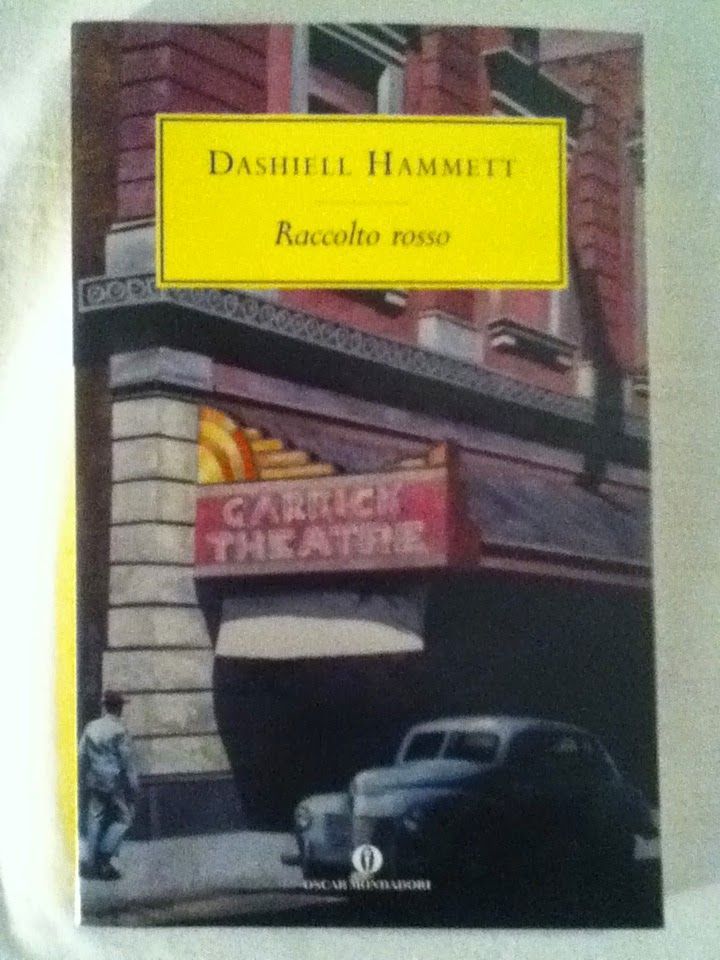 DASHIELL HAMMETT
Raccolto rosso
GARRICK
THEATRE
OSCAR MONDADORI